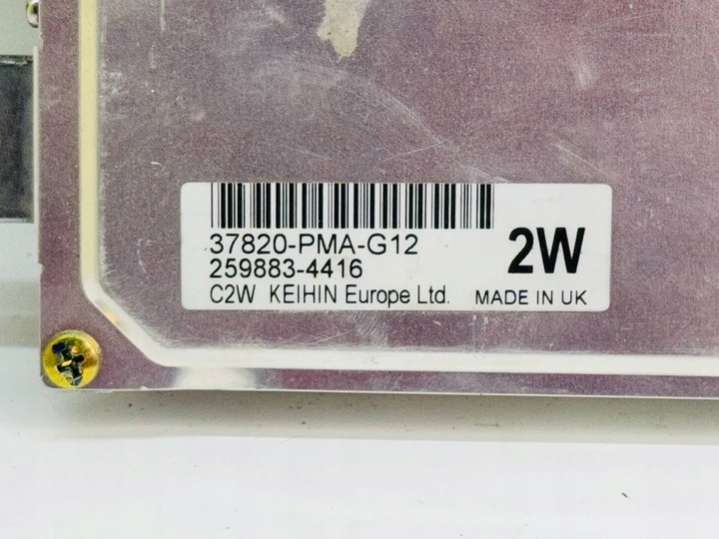 37820-PMA-G12
2W
259883-4416
C2W KEIHIN Europe Ltd. MADE IN UK